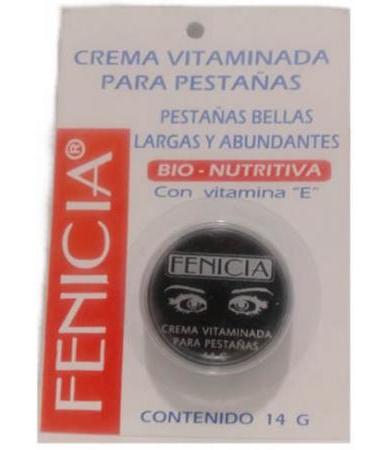 CREMA VITAMINADA
PARA PESTAÑAS
PESTAÑAS BELLAS
LARGAS Y ABUNDANTES
BIO - NUTRITIVA
Con vitamina "E"
FENICIA®
FENICIA
CREMA VITAMINADA
PARA PESTAÑAS
14 G
CONTENIDO 14 G